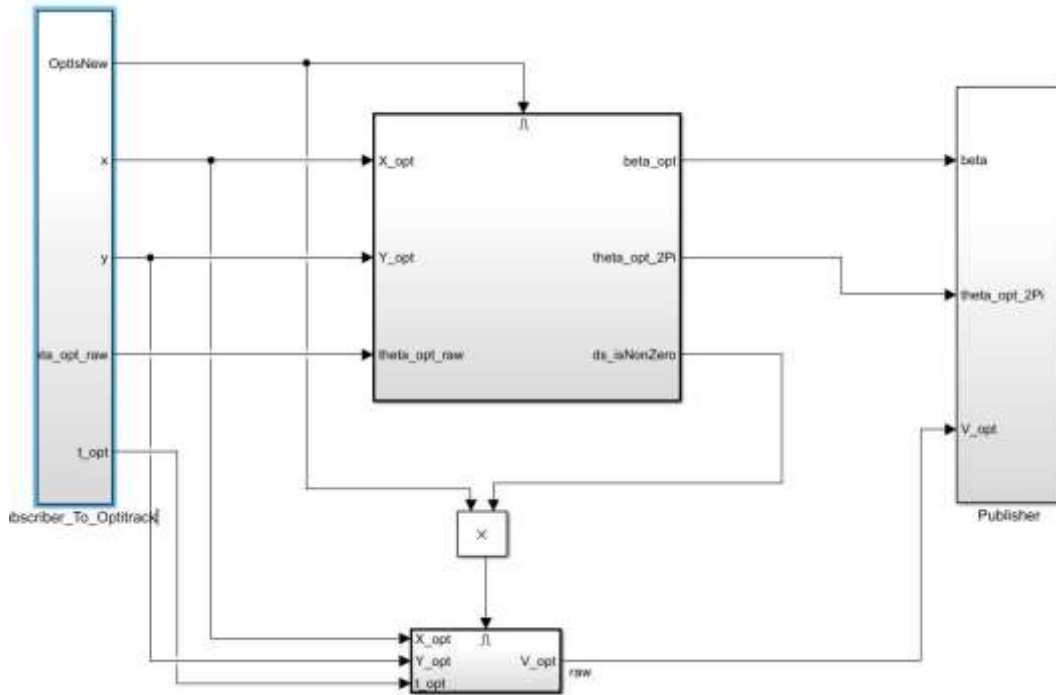 OptIsNew
x
y
ta_opt_raw
t_opt
bscriber_To_Optitrack
X_opt
Y_opt
theta_opt_raw
beta_opt
theta_opt_2Pi
ds_isNonZero
beta
theta_opt_2Pi
V_opt
Publisher
×
X_opt
Y_opt
t_opt
V_opt
raw